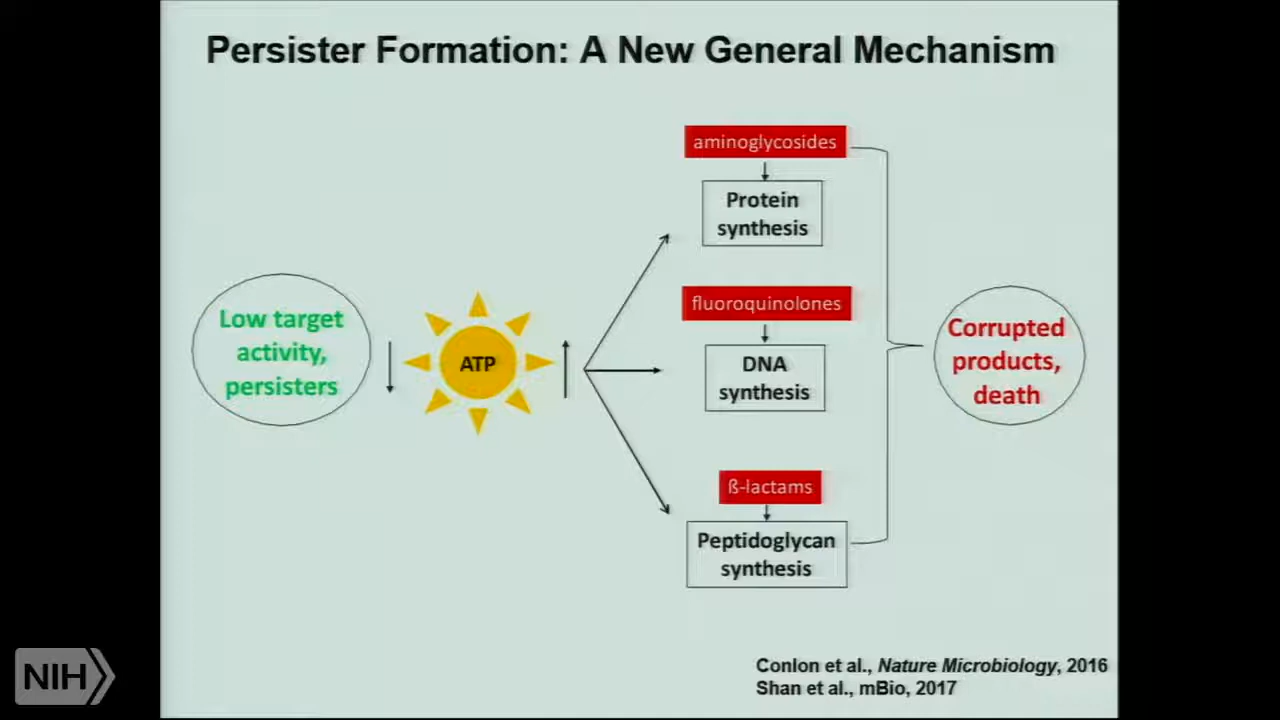 Persister Formation: A New General Mechanism
aminoglycosides
Protein
synthesis
fluoroquinolones
DNA
synthesis
ß-lactams
Peptidoglycan
synthesis
Low target
activity,
persisters
ATP
Corrupted
products,
death
Conlon et al., Nature Microbiology, 2016
Shan et al., mBio, 2017
NIH